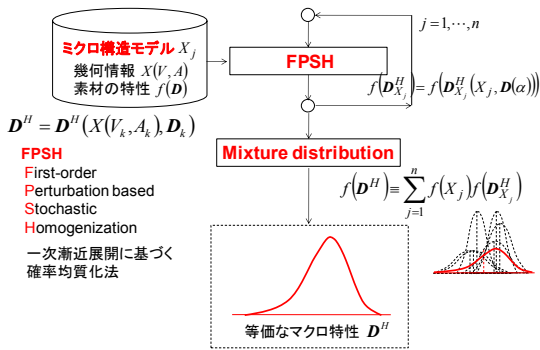 ミクロ構造モデル X_j
幾何情報 X(V, A)
素材の特性 f(D)
j = 1, ⋯, n
FPSH
f(D^H_{X_j}) = f(D^H_{X_j}(X_j, D(α)))
D^H = D^H(X(V_k, A_k), D_k)
FPSH
First-order
Perturbation based
Stochastic
Homogenization
一次漸近展開に基づく
確率均質化法
Mixture distribution
f(D^H) ≡ ∑_{j=1}^{n} f(X_j) f(D^H_{X_j})
等価なマクロ特性 D^H